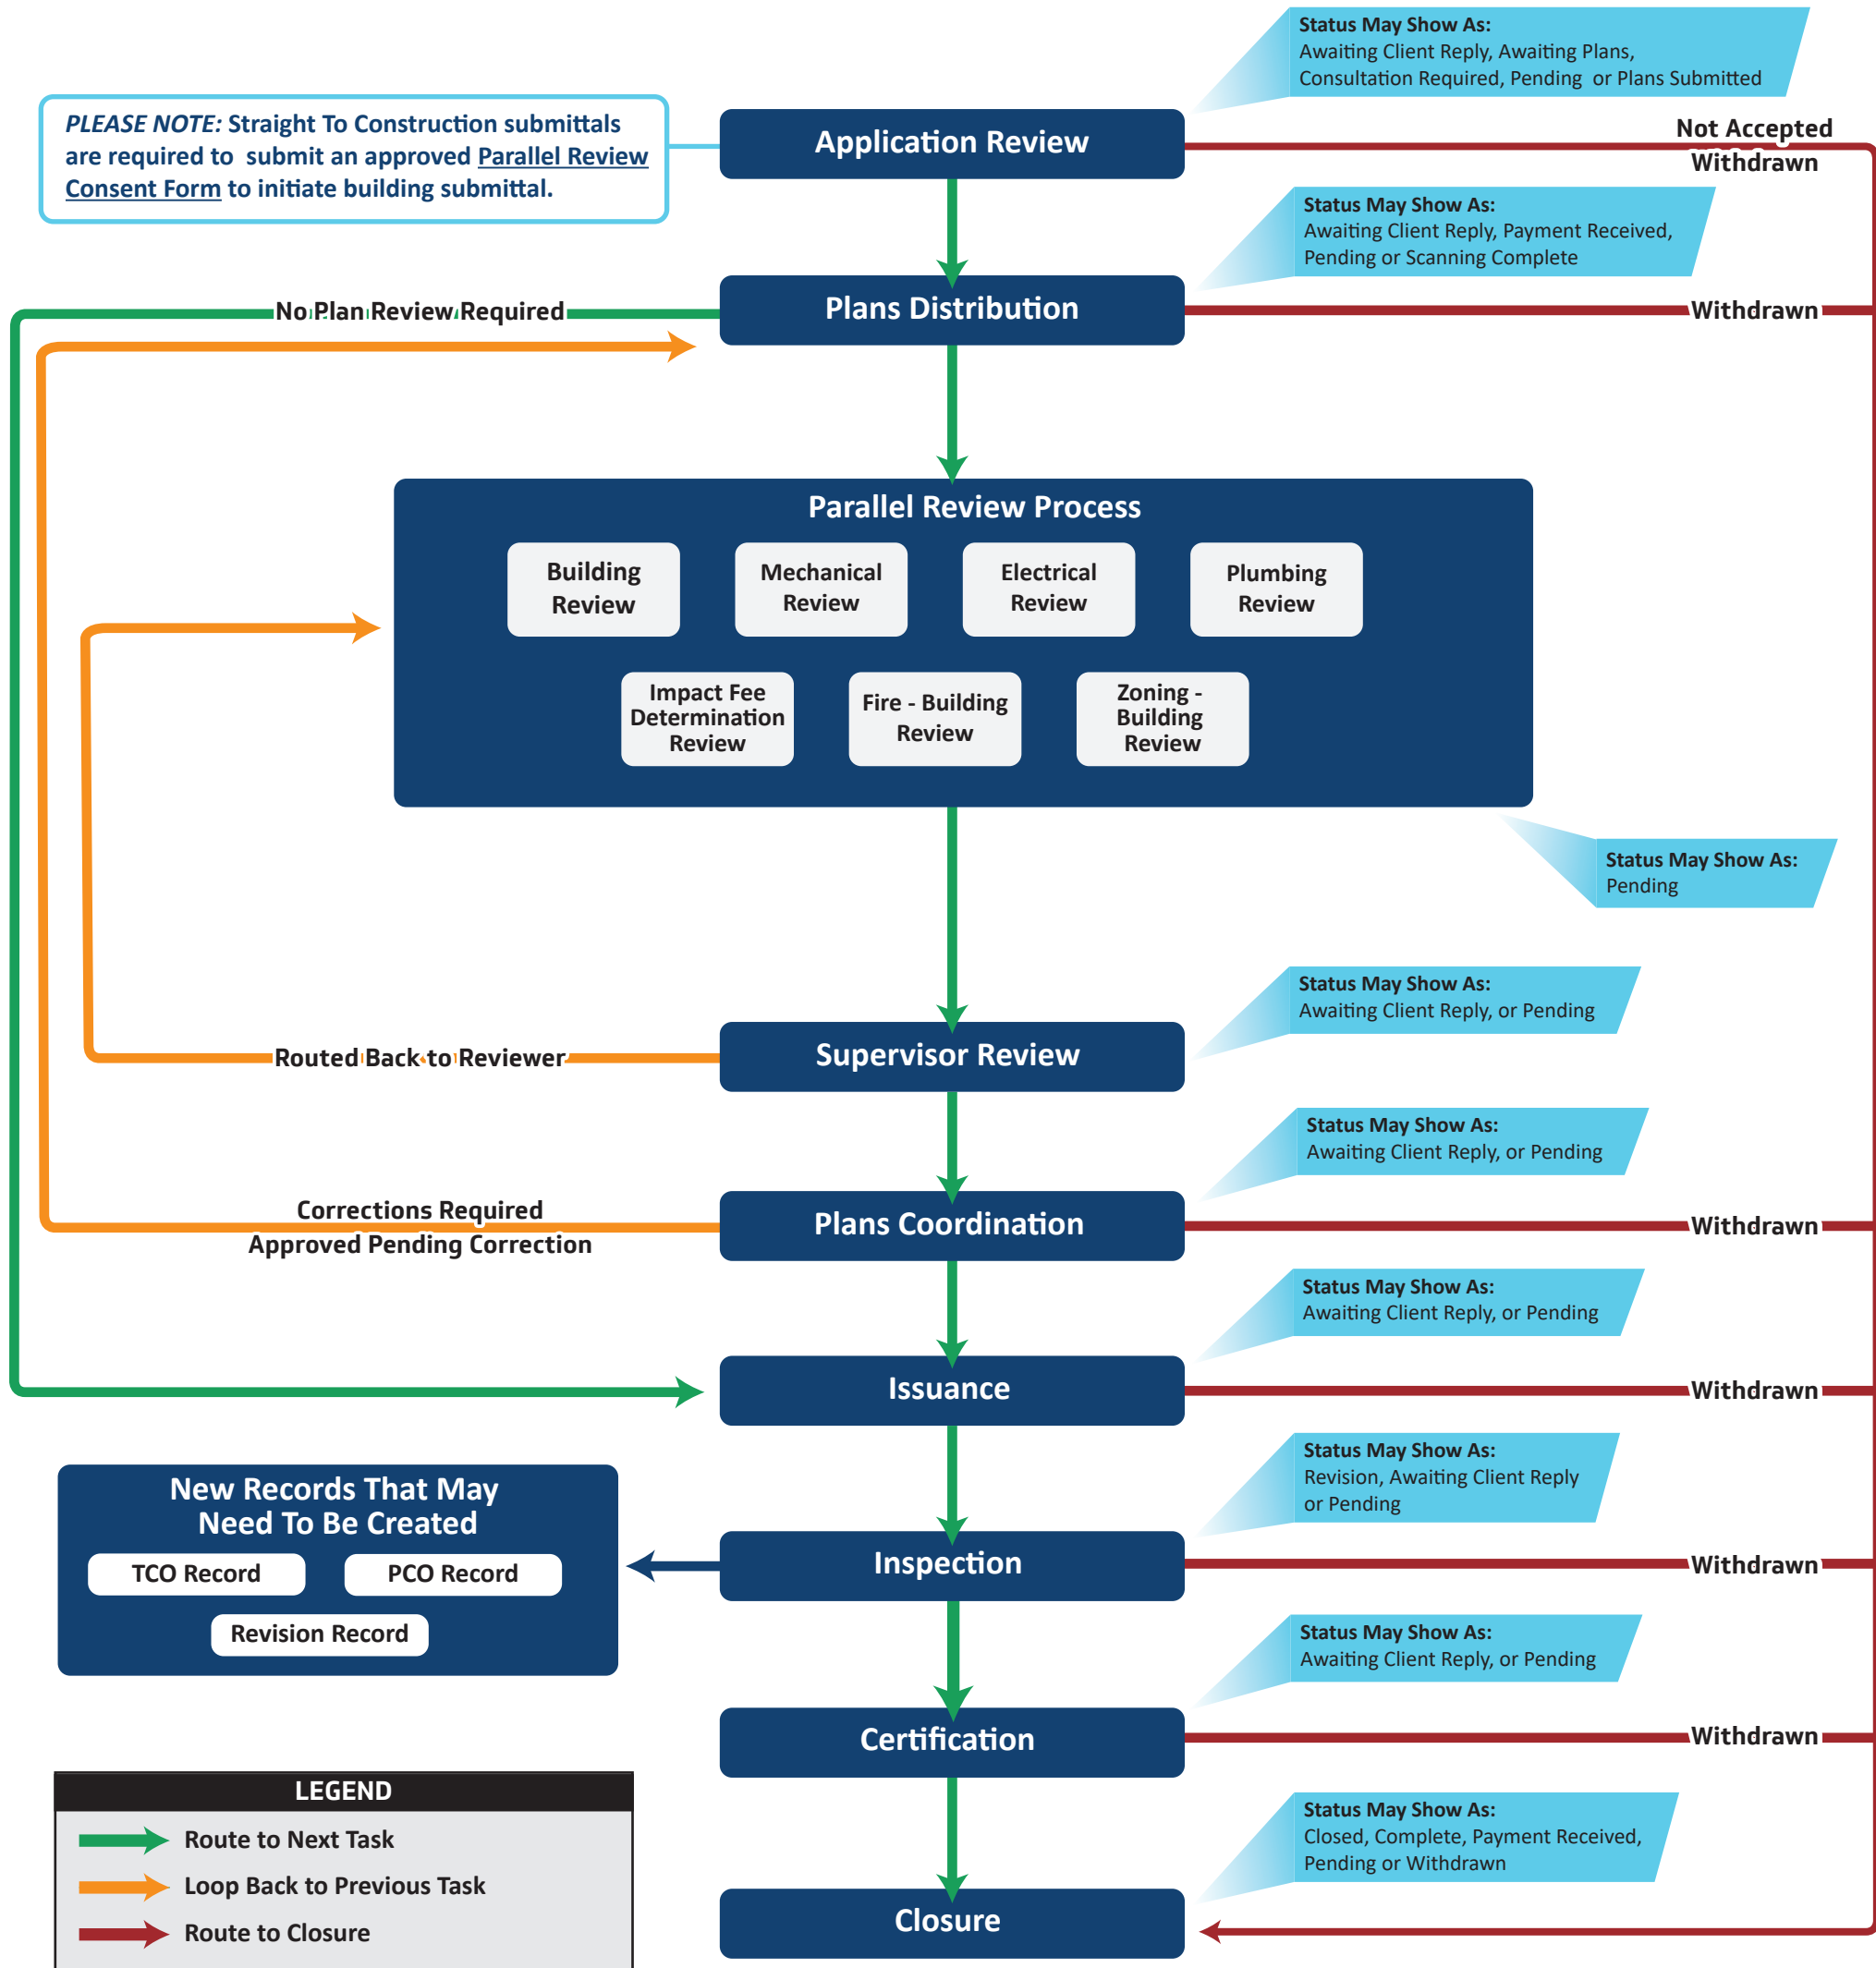 Status May Show As:
Awaiting Client Reply, Awaiting Plans,
Consultation Required, Pending or Plans Submitted
PLEASE NOTE: Straight To Construction submittals
are required to submit an approved Parallel Review
Consent Form to initiate building submittal.
Application Review
Not Accepted
Withdrawn
Status May Show As:
Awaiting Client Reply, Payment Received,
Pending or Scanning Complete
No Plan Review Required
Plans Distribution
Withdrawn
Parallel Review Process
Building
Review
Mechanical
Review
Electrical
Review
Plumbing
Review
Impact Fee
Determination
Review
Fire - Building
Review
Zoning -
Building
Review
Status May Show As:
Pending
Status May Show As:
Awaiting Client Reply, or Pending
Routed Back to Reviewer
Supervisor Review
Status May Show As:
Awaiting Client Reply, or Pending
Corrections Required
Approved Pending Correction
Plans Coordination
Withdrawn
Status May Show As:
Awaiting Client Reply, or Pending
Issuance
Withdrawn
Status May Show As:
Revision, Awaiting Client Reply
or Pending
New Records That May
Need To Be Created
TCO Record
PCO Record
Revision Record
Inspection
Withdrawn
Status May Show As:
Awaiting Client Reply, or Pending
Certification
Withdrawn
LEGEND
Route to Next Task
Loop Back to Previous Task
Route to Closure
Status May Show As:
Closed, Complete, Payment Received,
Pending or Withdrawn
Closure